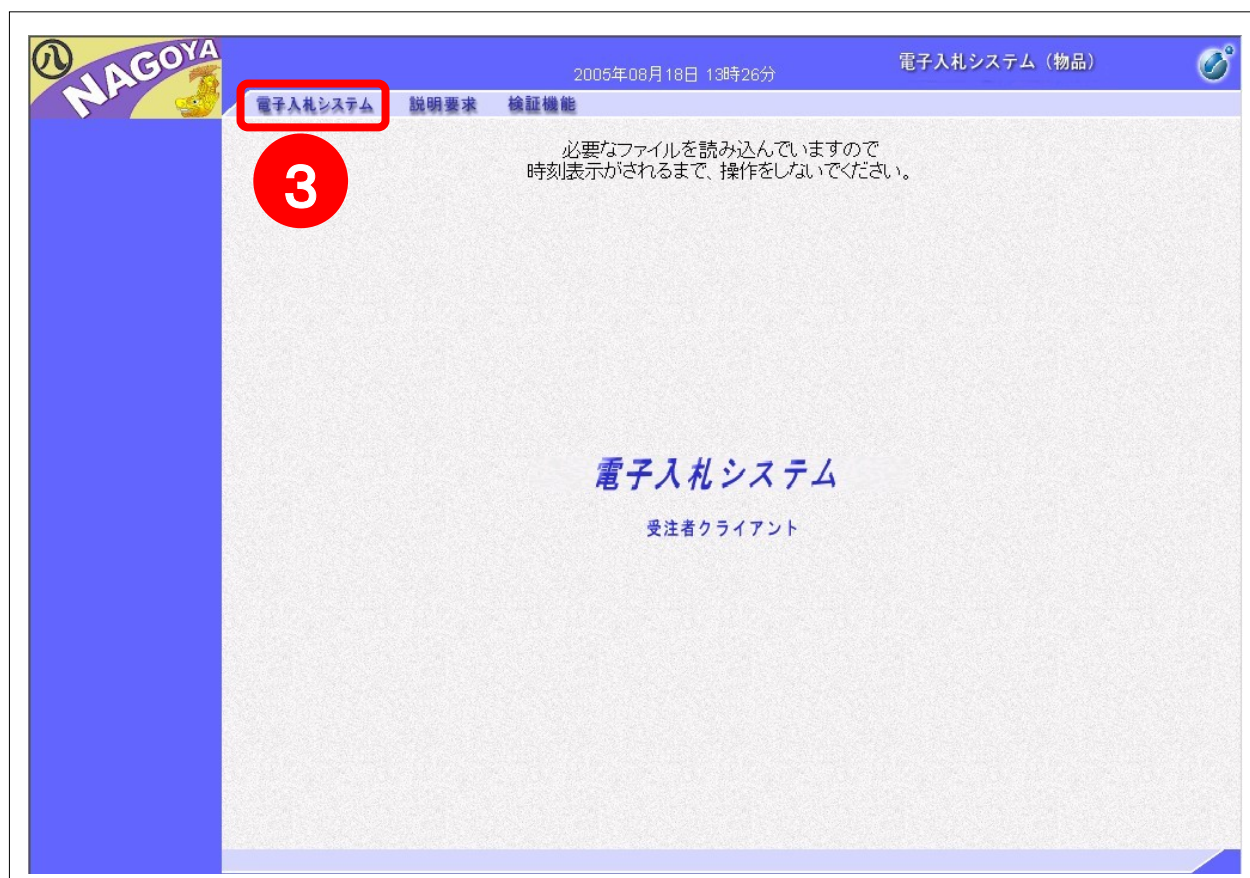 八
NAGOYA
2005年08月18日 13時26分
電子入札システム（物品）
電子入札システム 説明要求 検証機能
3
必要なファイルを読み込んでいますので
時刻表示がされるまで、操作をしないでください。
電子入札システム
受注者クライアント